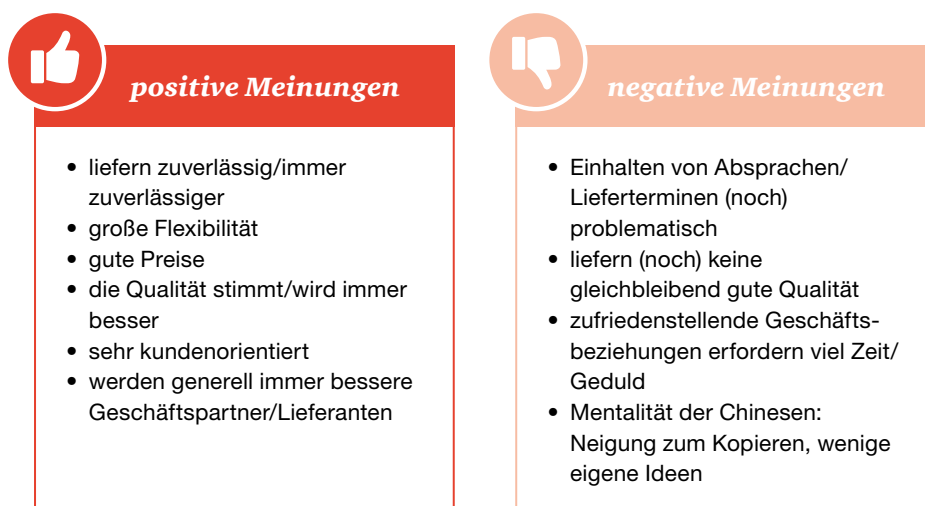 positive Meinungen
• liefern zuverlässig/immer
zuverlässiger
• große Flexibilität
• gute Preise
• die Qualität stimmt/wird immer
besser
• sehr kundenorientiert
• werden generell immer bessere
Geschäftspartner/Lieferanten
negative Meinungen
• Einhalten von Absprachen/
Lieferterminen (noch)
problematisch
• liefern (noch) keine
gleichbleibend gute Qualität
• zufriedenstellende Geschäfts-
beziehungen erfordern viel Zeit/
Geduld
• Mentalität der Chinesen:
Neigung zum Kopieren, wenige
eigene Ideen